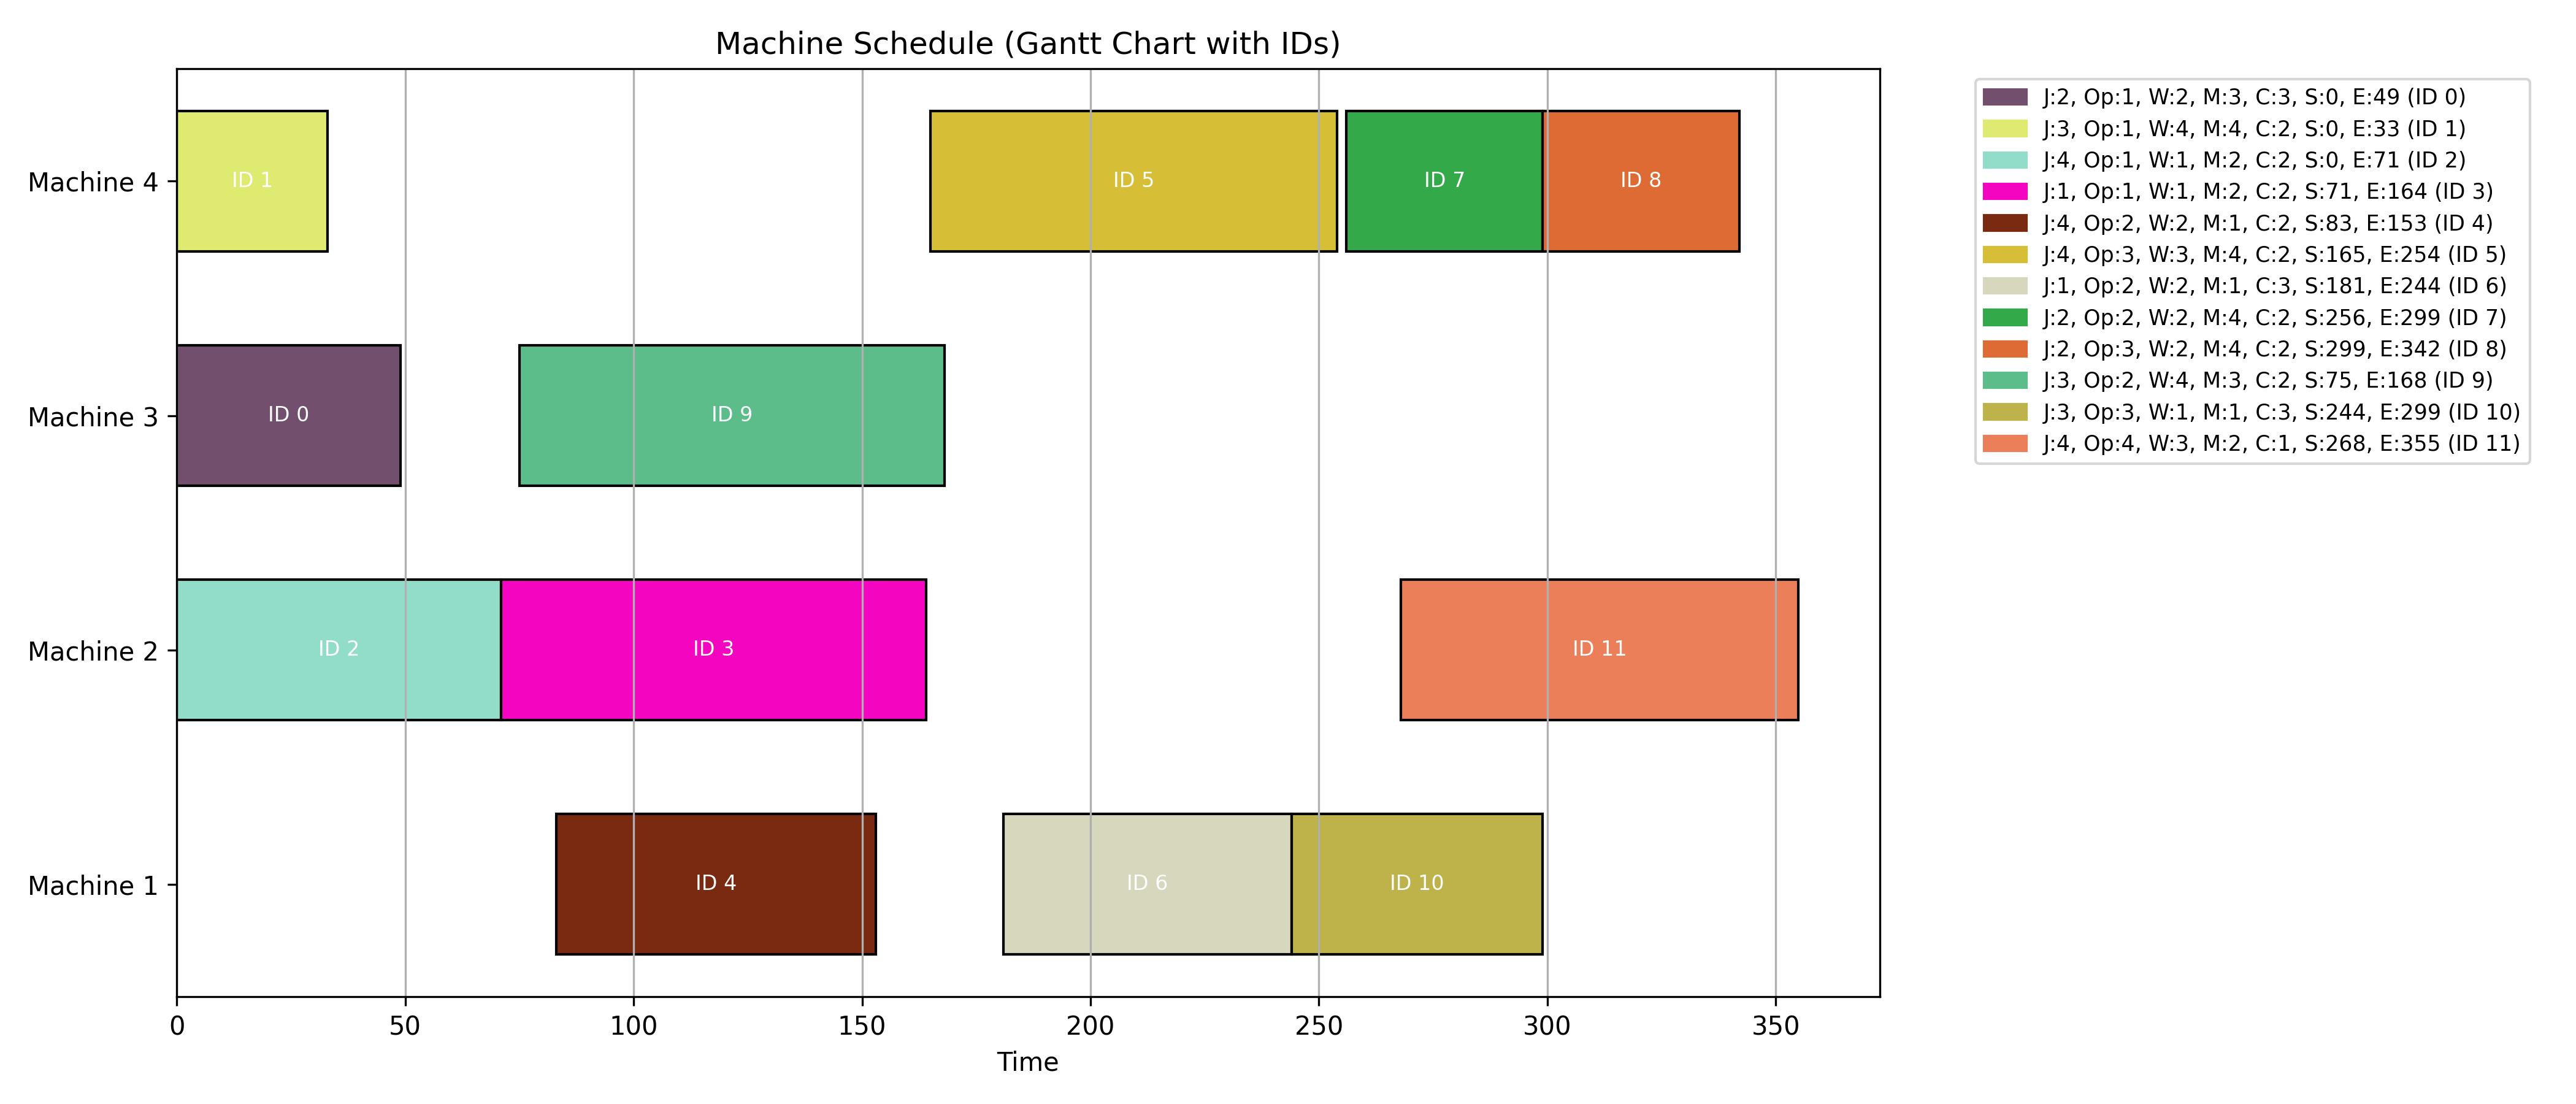 Machine Schedule (Gantt Chart with IDs)
Machine 4
Machine 3
Machine 2
Machine 1
ID 1
ID 5
ID 7
ID 8
ID 0
ID 9
ID 2
ID 3
ID 11
ID 4
ID 6
ID 10
0 50 100 150 200 250 300 350
Time
J:2, Op:1, W:2, M:3, C:3, S:0, E:49 (ID 0)
J:3, Op:1, W:4, M:4, C:2, S:0, E:33 (ID 1)
J:4, Op:1, W:1, M:2, C:2, S:0, E:71 (ID 2)
J:1, Op:1, W:1, M:2, C:2, S:71, E:164 (ID 3)
J:4, Op:2, W:2, M:1, C:2, S:83, E:153 (ID 4)
J:4, Op:3, W:3, M:4, C:2, S:165, E:254 (ID 5)
J:1, Op:2, W:2, M:1, C:3, S:181, E:244 (ID 6)
J:2, Op:2, W:2, M:4, C:2, S:256, E:299 (ID 7)
J:2, Op:3, W:2, M:4, C:2, S:299, E:342 (ID 8)
J:3, Op:2, W:4, M:3, C:2, S:75, E:168 (ID 9)
J:3, Op:3, W:1, M:1, C:3, S:244, E:299 (ID 10)
J:4, Op:4, W:3, M:2, C:1, S:268, E:355 (ID 11)